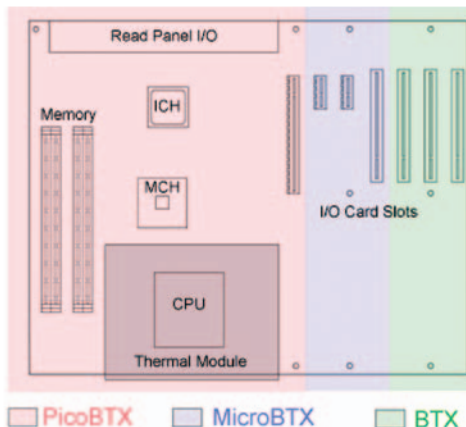 Read Panel I/O
ICH
Memory
MCH
I/O Card Slots
CPU
Thermal Module
PicoBTX MicroBTX BTX